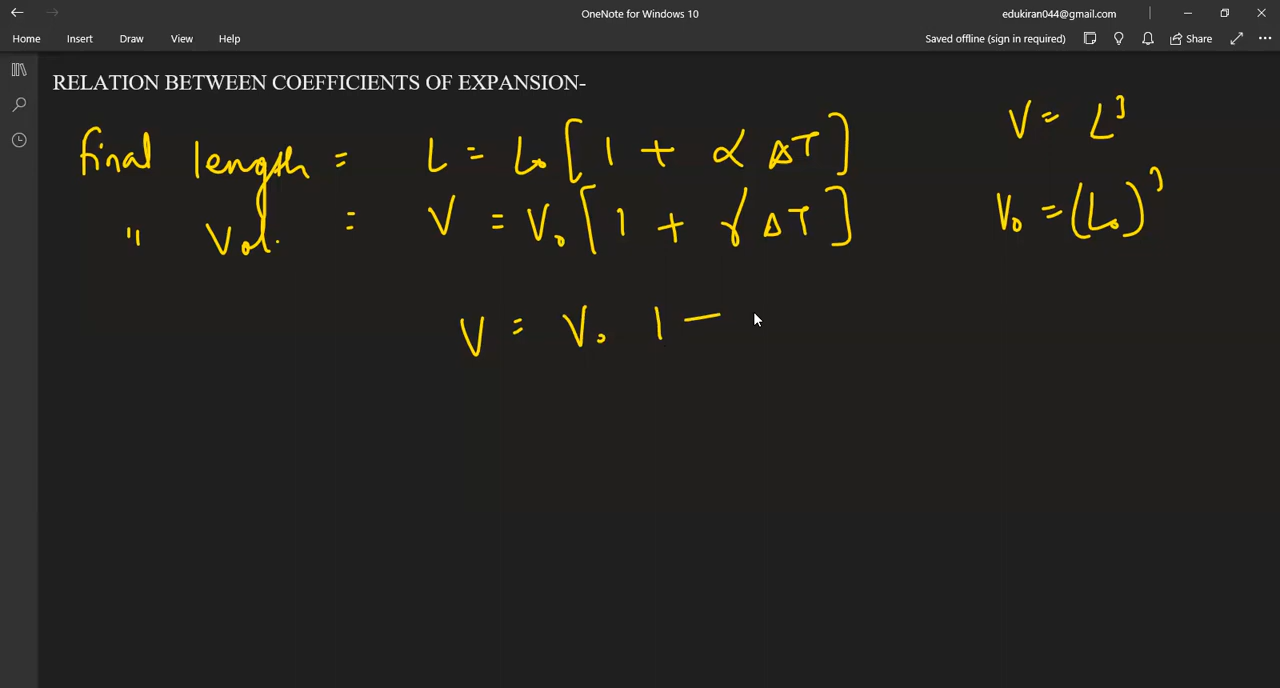 OneNote for Windows 10
edukiran044@gmail.com
Home Insert Draw View Help
Saved offline (sign in required) Share
RELATION BETWEEN COEFFICIENTS OF EXPANSION-
final length = L = L₀ [ 1 + α ΔT ]
" Vol. = V = V₀ [ 1 + γ ΔT ]
V = L³
V₀ = (L₀)³
V = V₀ 1 —